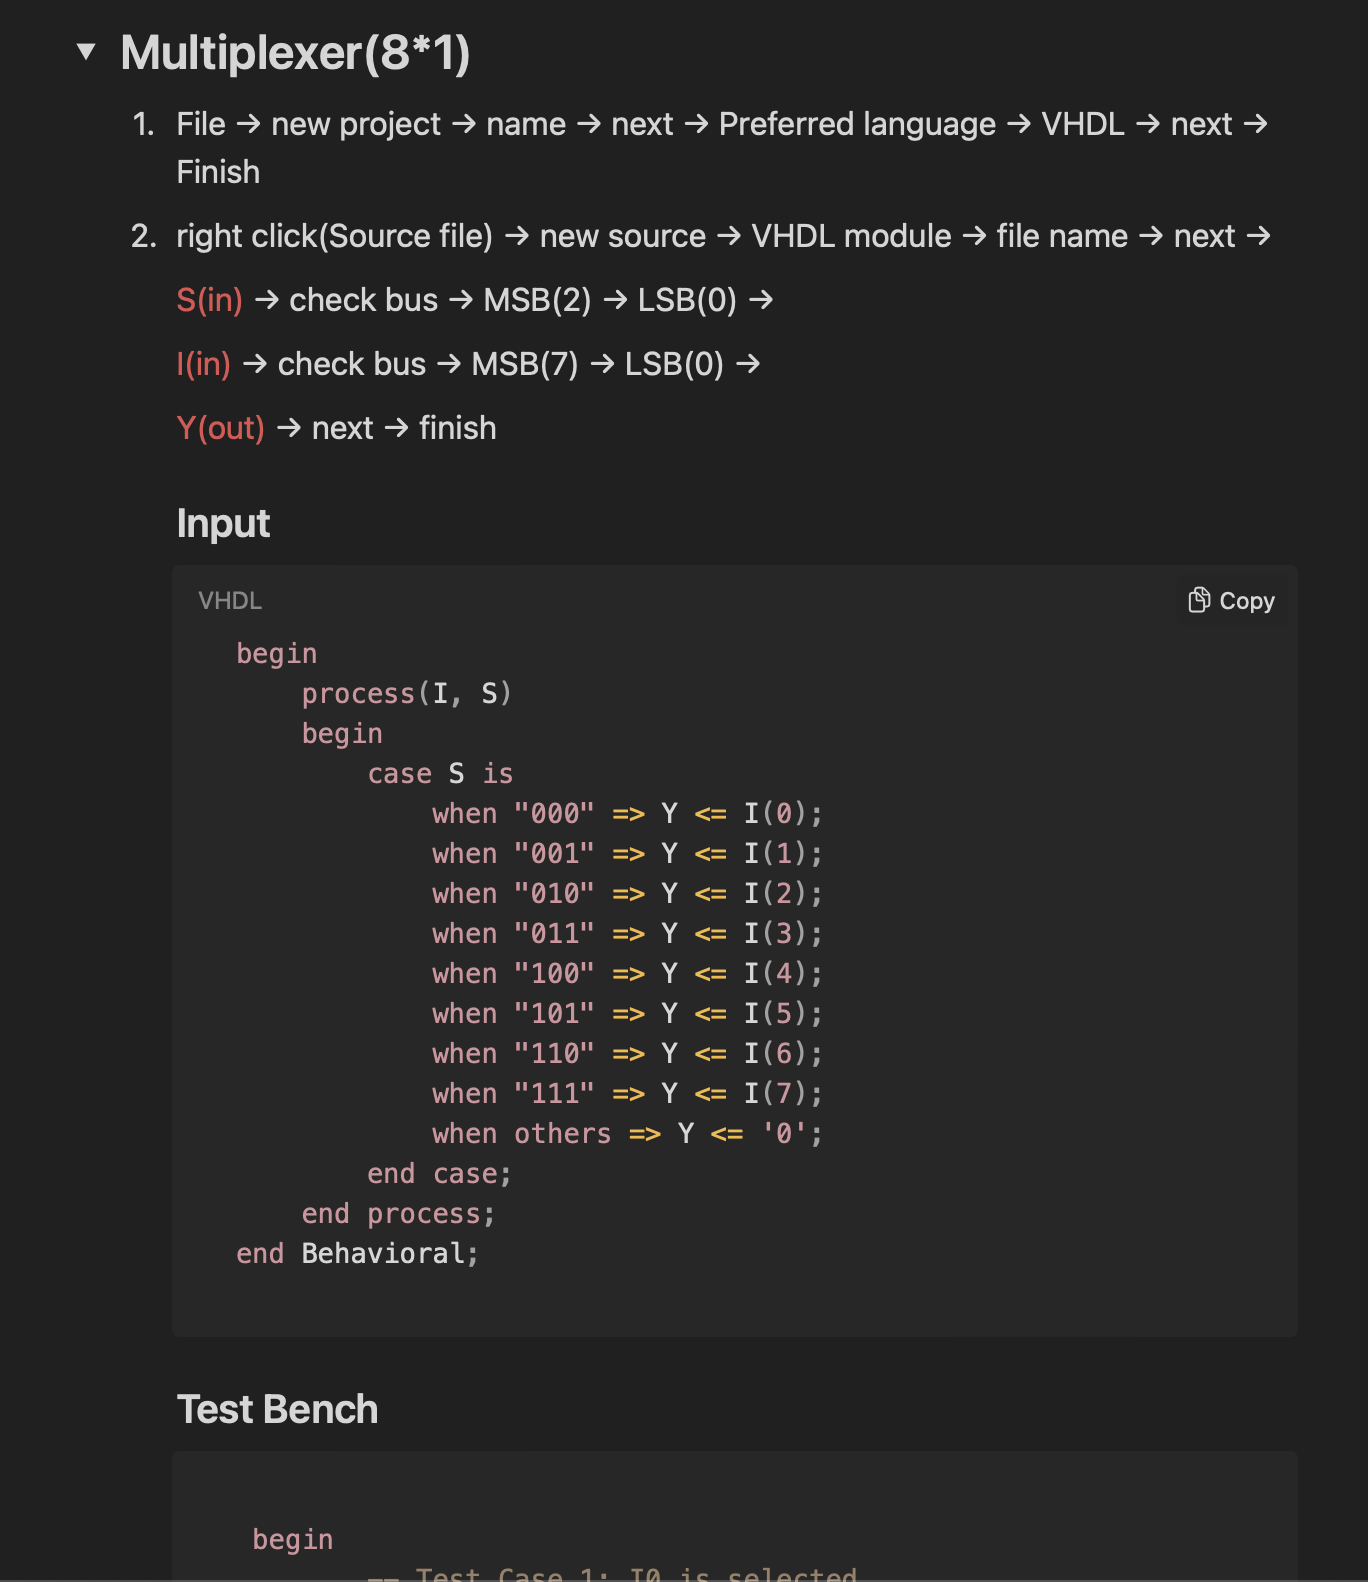 ▼ Multiplexer(8*1)
1. File → new project → name → next → Preferred language → VHDL → next →
Finish
2. right click(Source file) → new source → VHDL module → file name → next →
S(in) → check bus → MSB(2) → LSB(0) →
I(in) → check bus → MSB(7) → LSB(0) →
Y(out) → next → finish
Input
VHDL
Copy
begin
    process(I, S)
    begin
        case S is
            when "000" => Y <= I(0);
            when "001" => Y <= I(1);
            when "010" => Y <= I(2);
            when "011" => Y <= I(3);
            when "100" => Y <= I(4);
            when "101" => Y <= I(5);
            when "110" => Y <= I(6);
            when "111" => Y <= I(7);
            when others => Y <= '0';
        end case;
    end process;
end Behavioral;
Test Bench
begin
-- Test Case 1: I0 is selected